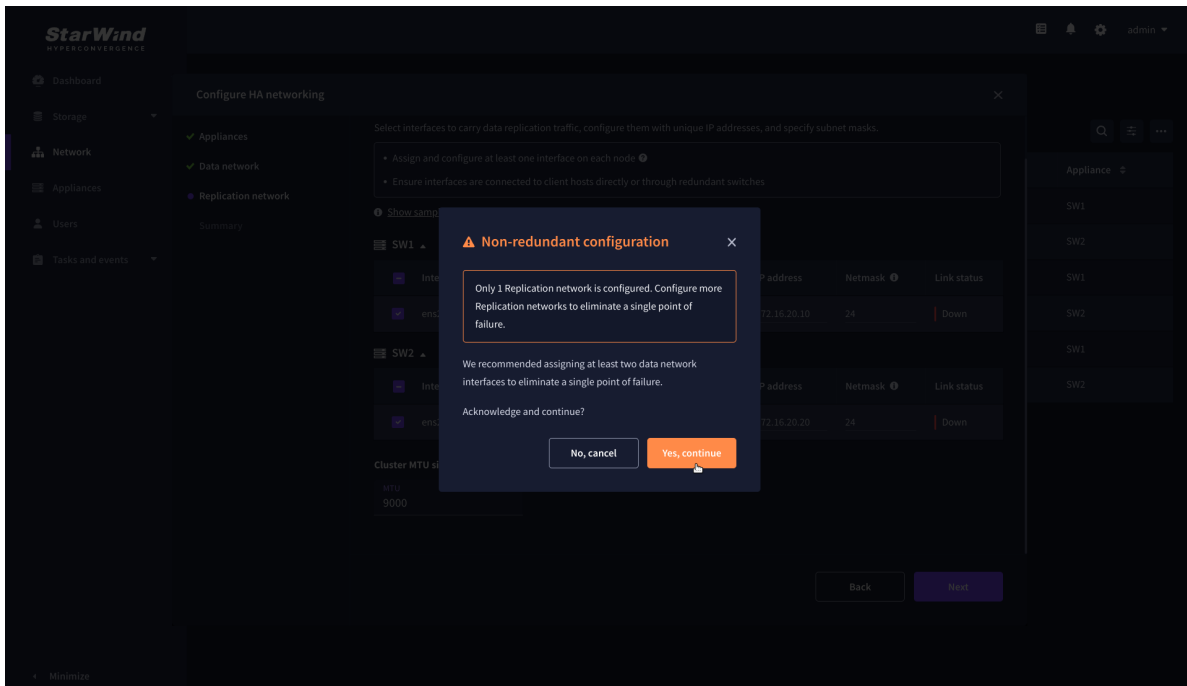 StarWind
HYPERCONVERGENCE
admin
Dashboard
Storage
Network
Appliances
Users
Tasks and events
Minimize
Configure HA networking
Appliances
Data network
Replication network
Summary
Select interfaces to carry data replication traffic, configure them with unique IP addresses, and specify subnet masks.
• Assign and configure at least one interface on each node
• Ensure interfaces are connected to client hosts directly or through redundant switches
Show
SW1
P address Netmask Link status
72.16.20.10 24 Down
SW2
P address Netmask Link status
72.16.20.20 24 Down
Cluster MTU
MTU
9000
Back Next
Appliance
SW1
SW2
SW1
SW2
SW1
SW2
Non-redundant configuration
Only 1 Replication network is configured. Configure more
Replication networks to eliminate a single point of
failure.
We recommended assigning at least two data network
interfaces to eliminate a single point of failure.
Acknowledge and continue?
No, cancel Yes, continue